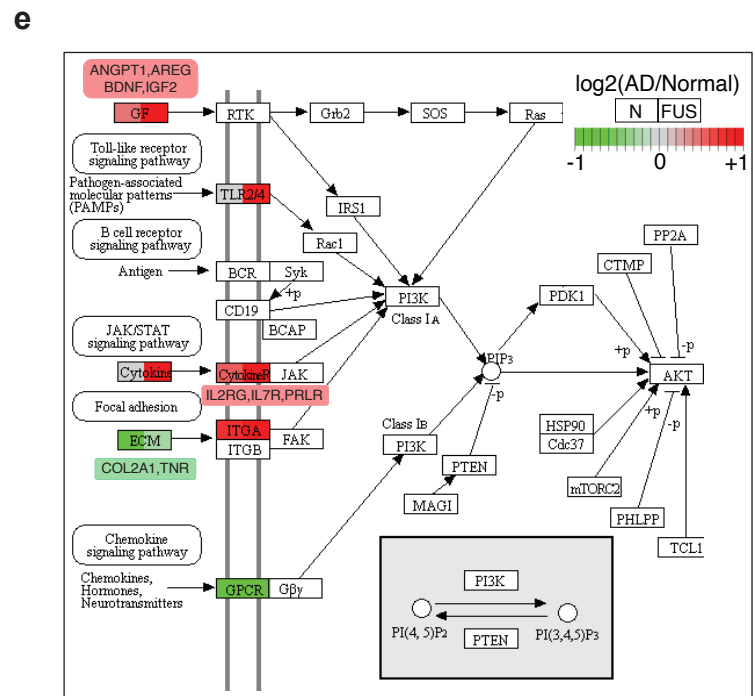 e
ANGPT1,AREG
BDNF,IGF2
log2(AD/Normal)
N FUS
-1 0 +1
GF
RTK
Grb2
SOS
Ras
Toll-like receptor
signaling pathway
Pathogen-associated
molecular patterns
(PAMPs)
TLR2/4
IRS1
Rac1
B cell receptor
signaling pathway
Antigen
BCR
Syk
+p
CD19
BCAP
PI3K
Class IA
PP2A
CTMP
PDK1
JAK/STAT
signaling pathway
PIP3
+p
-p
Cytokine
CytokineR
JAK
AKT
IL2RG,IL7R,PRLR
-p
+p
-p
Focal adhesion
ECM
ITGA
ITGB
FAK
COL2A1,TNR
Class IB
PI3K
PTEN
MAGI
HSP90
Cdc37
mTORC2
PHLPP
TCL1
Chemokine
signaling pathway
Chemokines,
Hormones,
Neurotransmitters
GPCR
Gβγ
PI3K
PI(4, 5)P2
PI(3,4,5)P3
PTEN